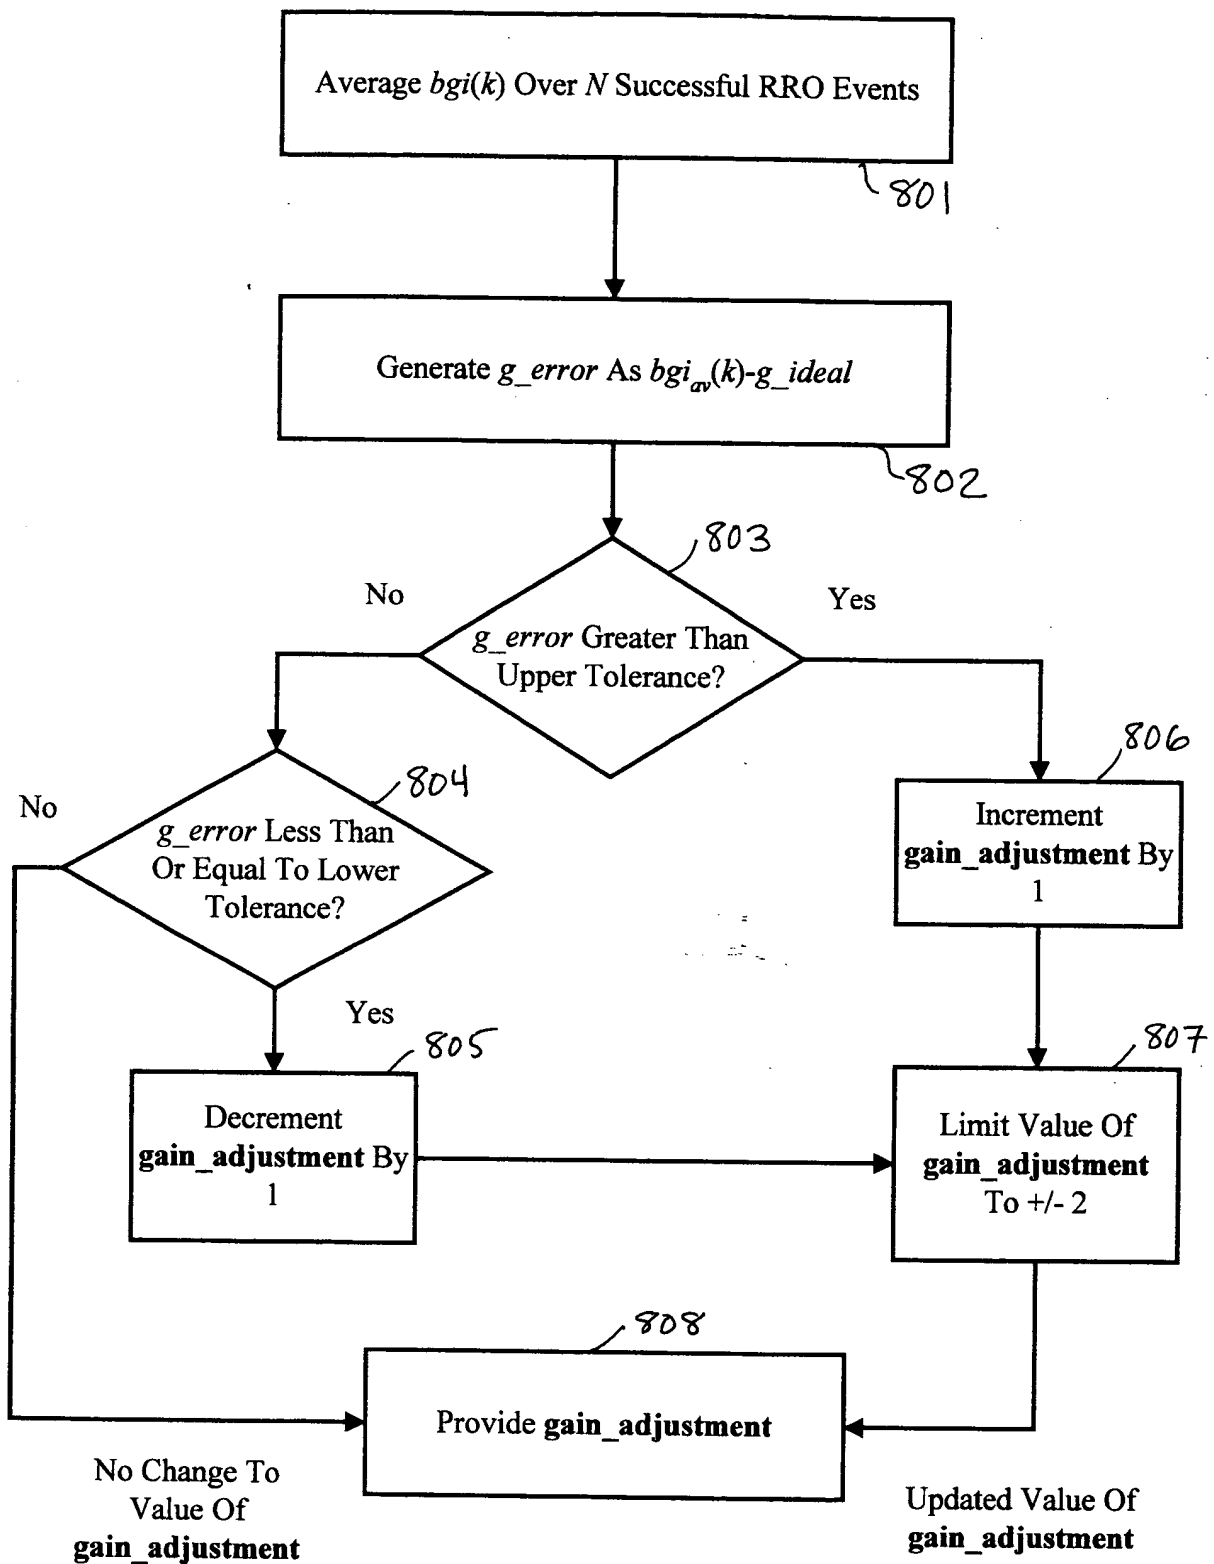 Average bgi(k) Over N Successful RRO Events
801
Generate g_error As bgi_av(k)-g_ideal
802
803
No
Yes
g_error Greater Than
Upper Tolerance?
806
804
No
Increment
gain_adjustment By
1
g_error Less Than
Or Equal To Lower
Tolerance?
Yes
805
807
Decrement
gain_adjustment By
1
Limit Value Of
gain_adjustment
To +/- 2
808
Provide gain_adjustment
No Change To
Value Of
gain_adjustment
Updated Value Of
gain_adjustment